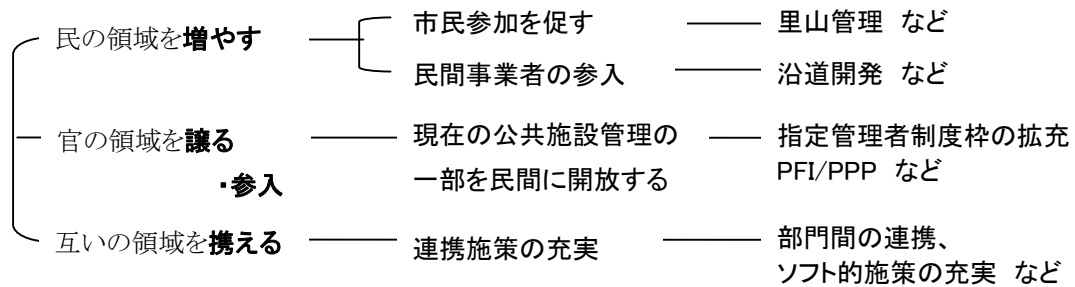 民の領域を増やす
市民参加を促す
里山管理 など
民間事業者の参入
沿道開発 など
官の領域を譲る
・参入
現在の公共施設管理の
一部を民間に開放する
指定管理者制度枠の拡充
PFI/PPP など
互いの領域を携える
連携施策の充実
部門間の連携、
ソフト的施策の充実 など